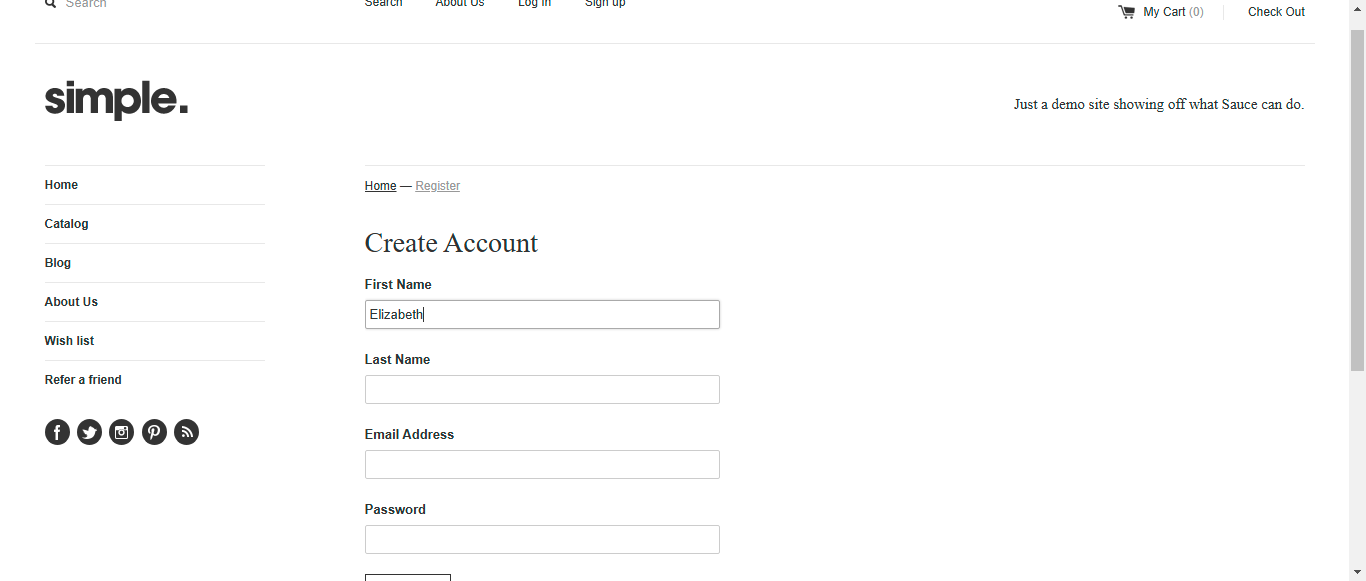 Search
Search About Us Log In Sign up
My Cart (0) Check Out
simple.
Just a demo site showing off what Sauce can do.
Home
Catalog
Blog
About Us
Wish list
Refer a friend
Home — Register
Create Account
First Name
Elizabeth
Last Name
Email Address
Password